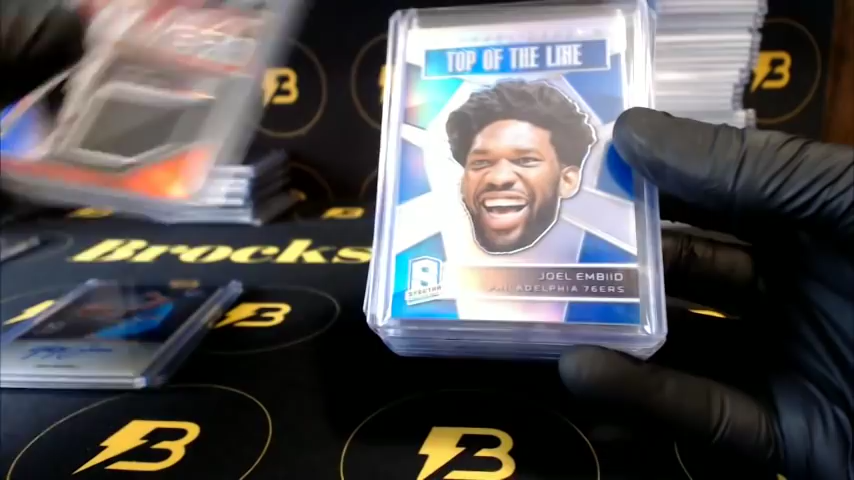 TOP OF THE LINE
JOEL EMBIID
PHILADELPHIA 76ERS
SPECTRA
Brocks
B
B
B
B
B